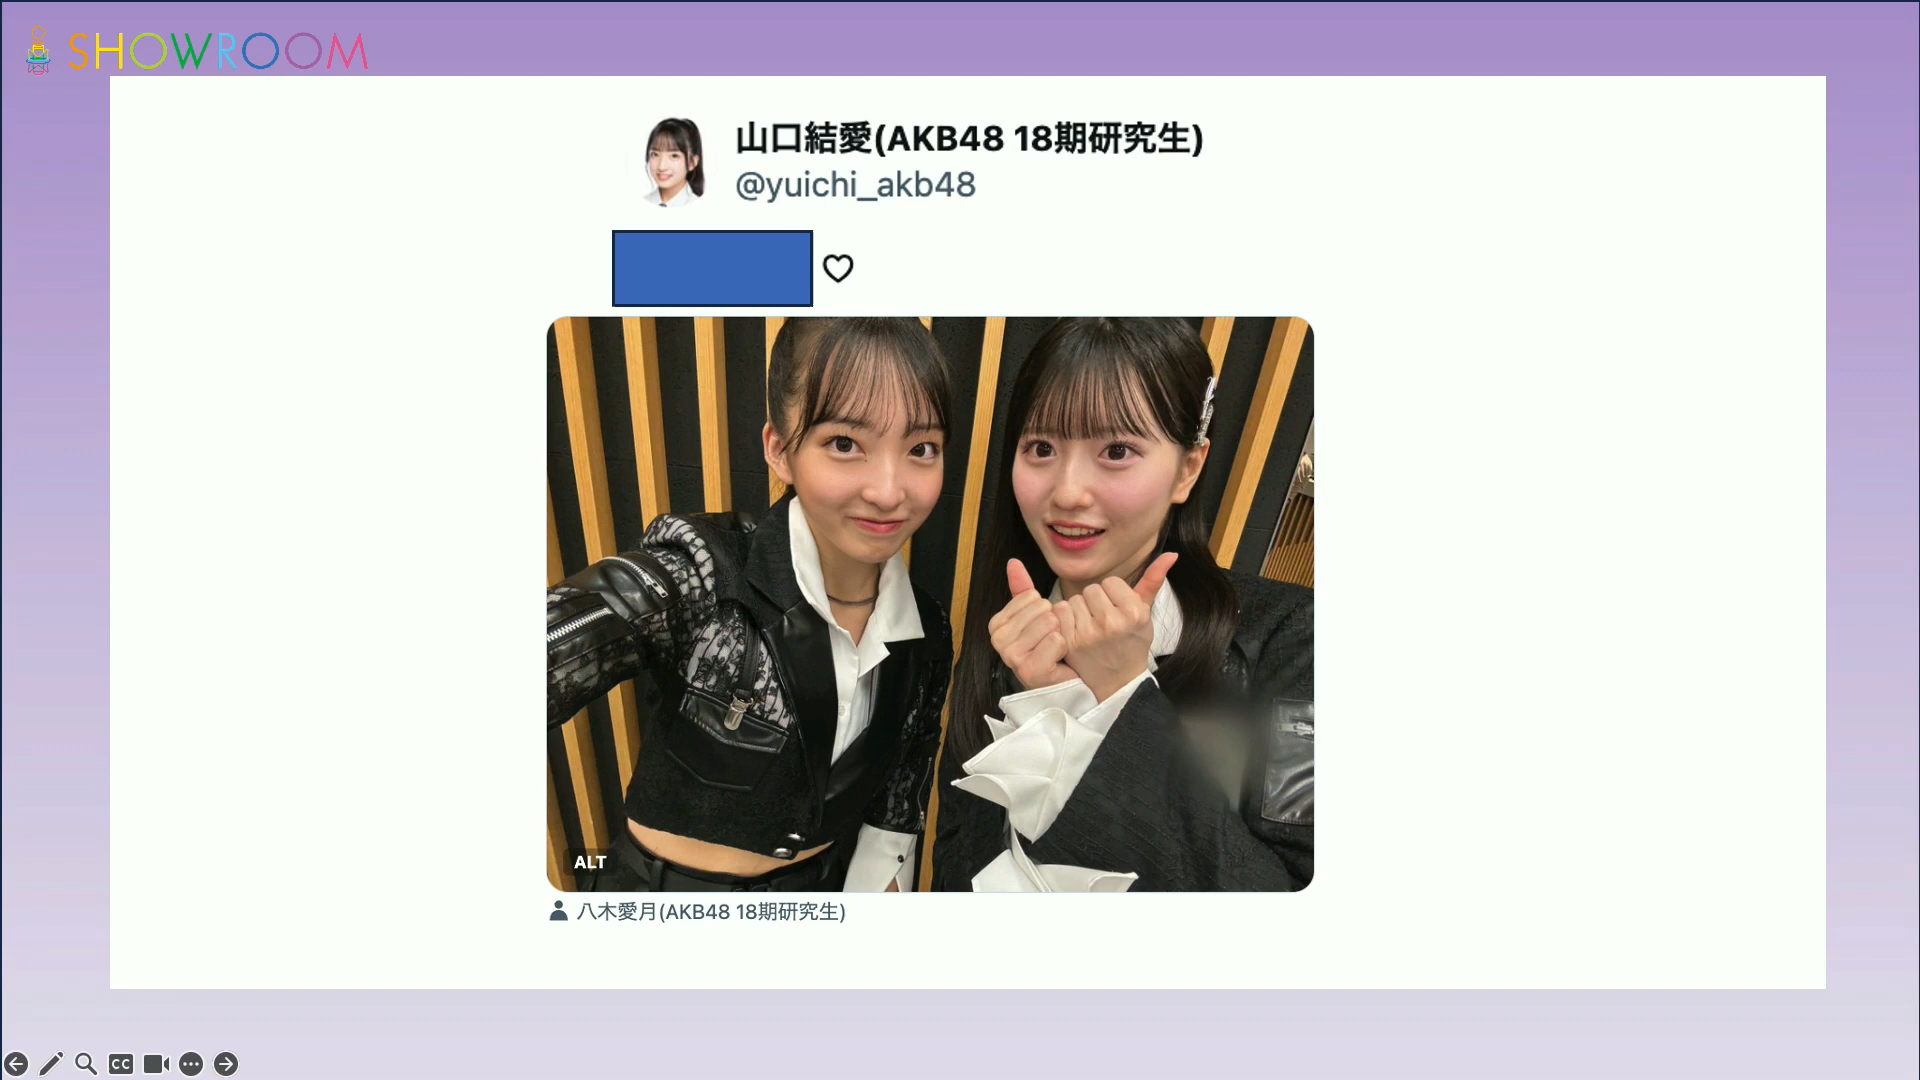 SHOWROOM
山口結愛(AKB48 18期研究生)
@yuichi_akb48
ALT
八木愛月(AKB48 18期研究生)
CC